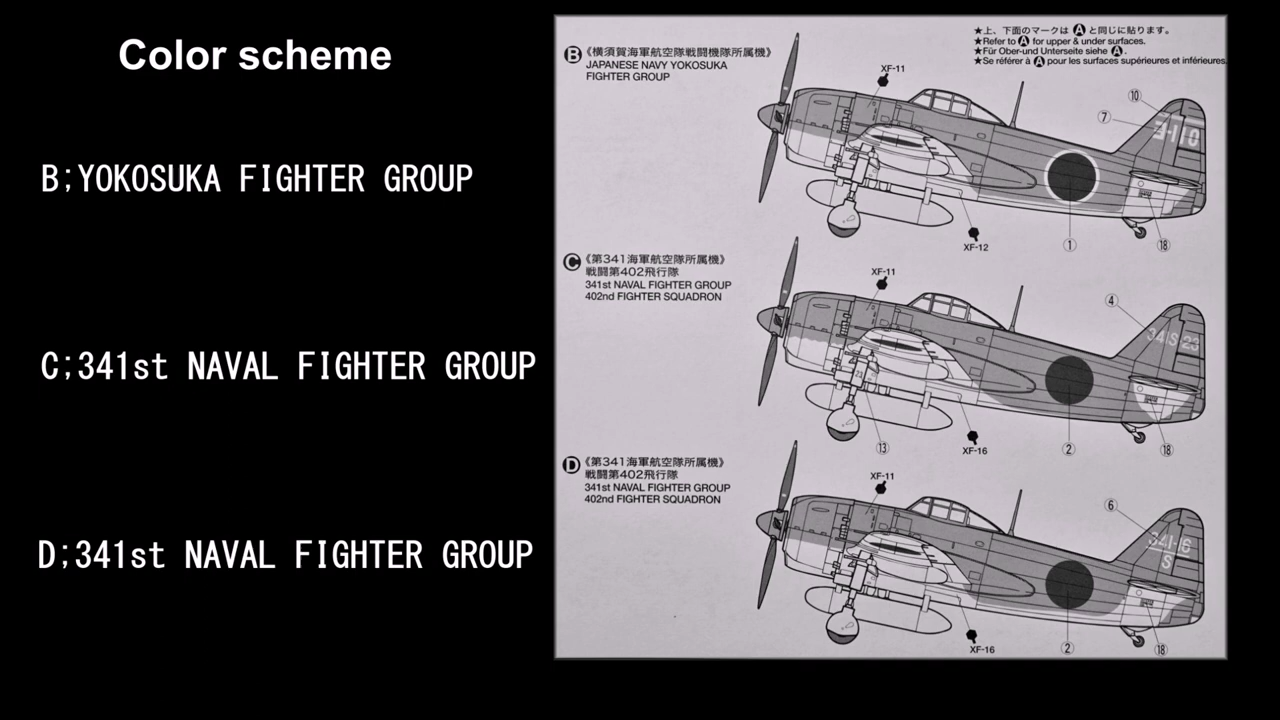 Color scheme
B;YOKOSUKA FIGHTER GROUP
C;341st NAVAL FIGHTER GROUP
D;341st NAVAL FIGHTER GROUP
★上、下面のマークは A と同じに貼ります。
★Refer to A for upper & under surfaces.
★Für Ober-und Unterseite siehe A.
★Se référer à A pour les surfaces supérieures et inférieures.
B 《横須賀海軍航空隊戦闘機隊所属機》
JAPANESE NAVY YOKOSUKA
FIGHTER GROUP
XF-11
⑩
⑦
ヨ-110
XF-12
①
⑱
C 《第341海軍航空隊所属機》
戦闘第402飛行隊
341st NAVAL FIGHTER GROUP
402nd FIGHTER SQUADRON
XF-11
④
341S-23
23
⑬
XF-16
②
⑱
D 《第341海軍航空隊所属機》
戦闘第402飛行隊
341st NAVAL FIGHTER GROUP
402nd FIGHTER SQUADRON
XF-11
⑥
341-16
S
XF-16
②
⑱